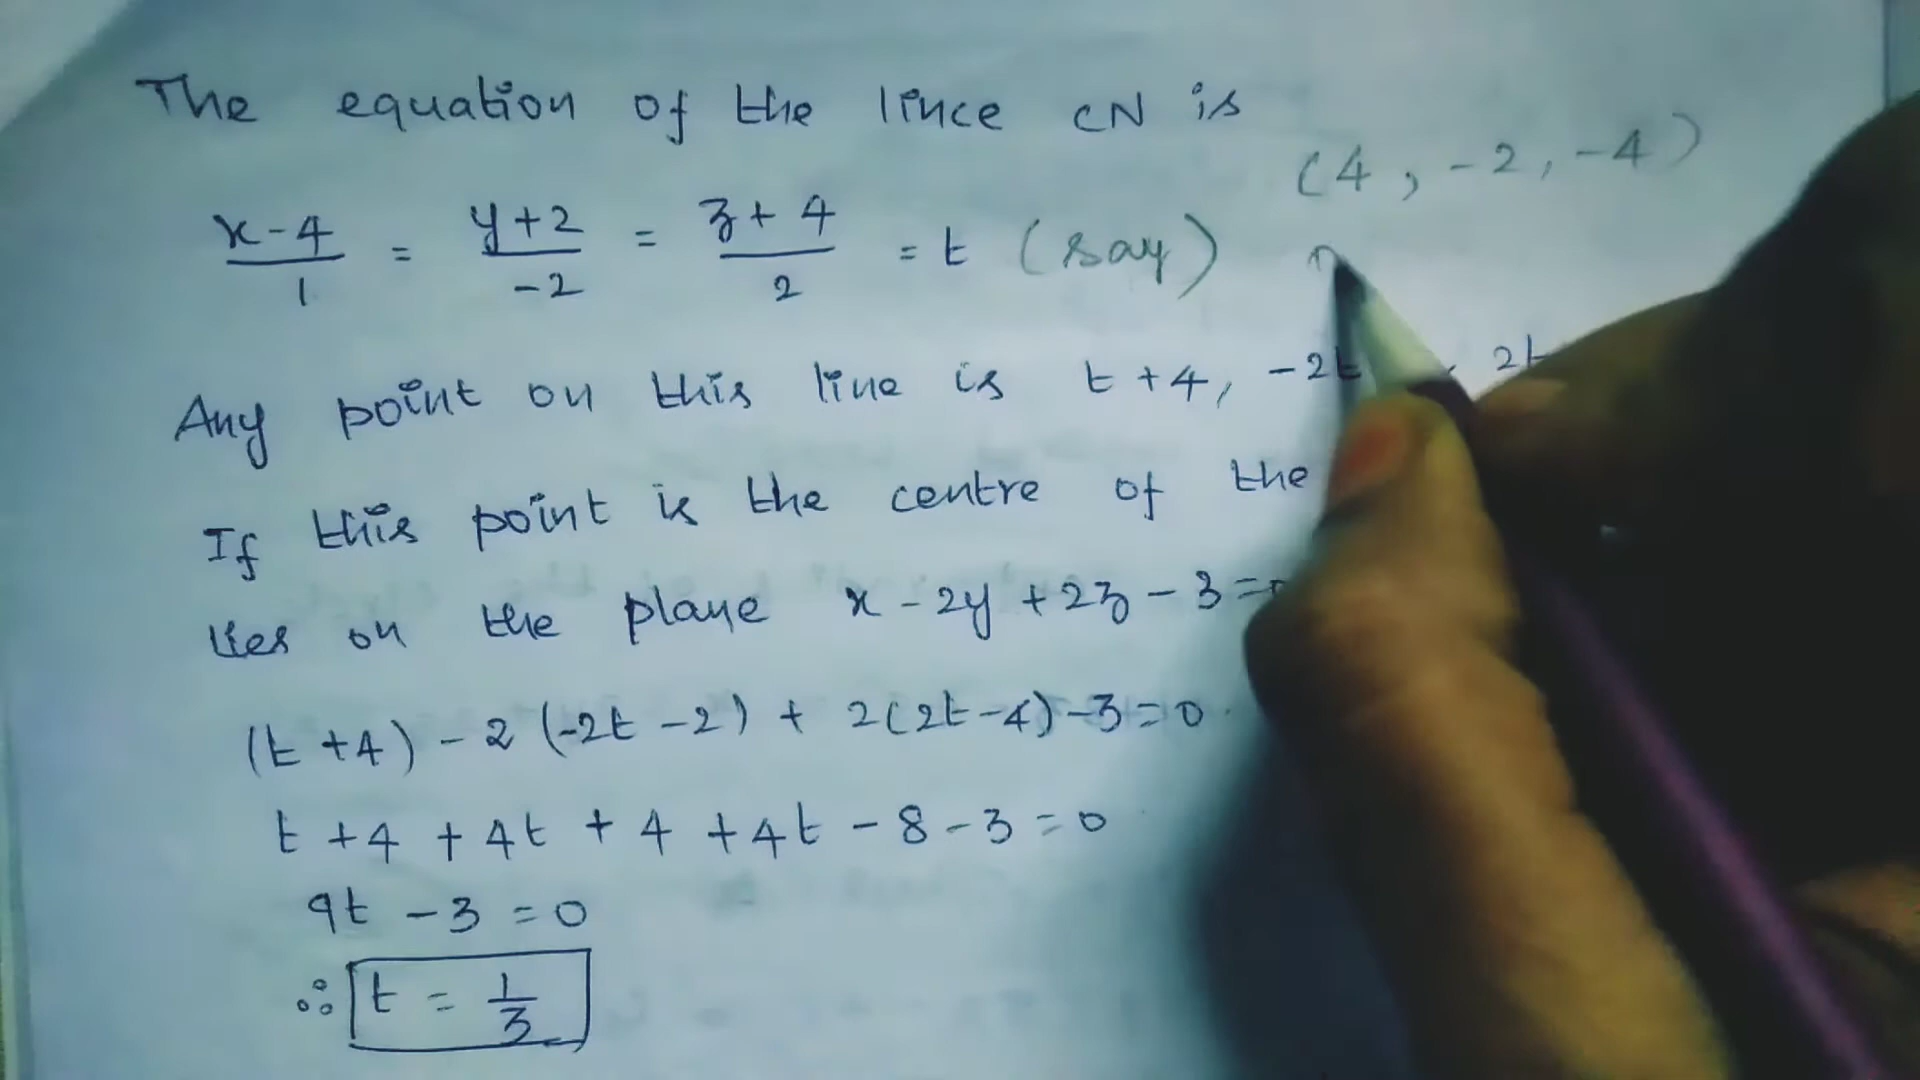 The equation of the lince CN is
(4, -2, -4)
x-4/1 = y+2/-2 = z+4/2 = t (say)
Any point on this line is t+4, -2t , 2t
If this point is the centre of the
lies on the plane x - 2y + 2z - 3 = 0
(t+4) - 2(-2t-2) + 2(2t-4) - 3 = 0
t + 4 + 4t + 4 + 4t - 8 - 3 = 0
9t - 3 = 0
∴ t = 1/3